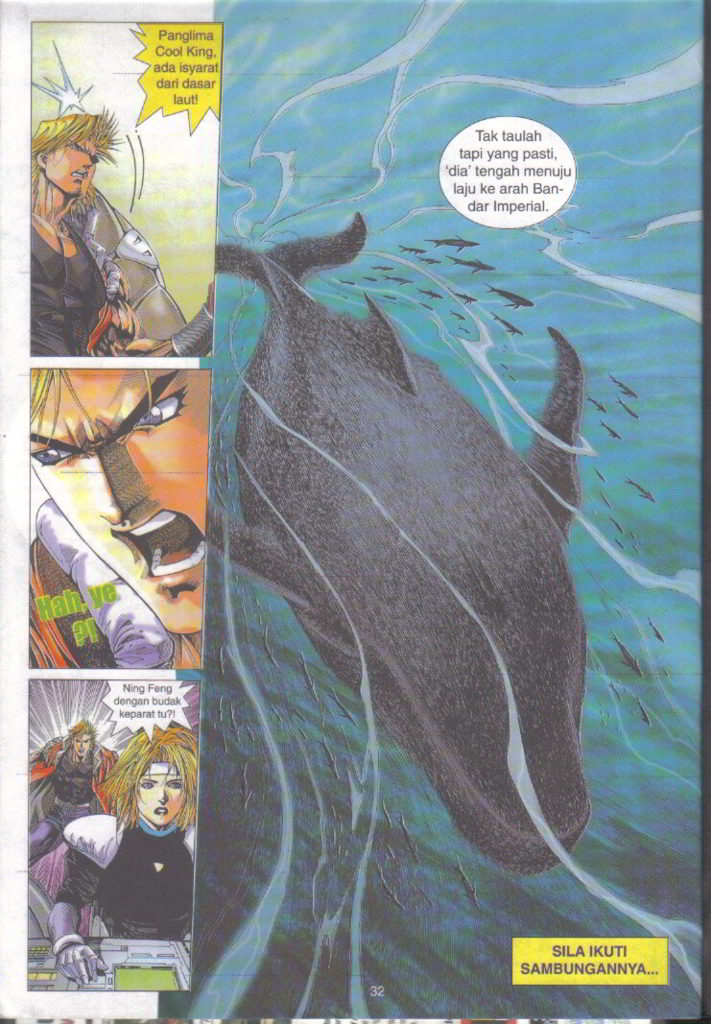 Panglima
Cool King,
ada isyarat
dari dasar
laut!
Tak taulah
tapi yang pasti,
'dia' tengah menuju
laju ke arah Ban-
dar Imperial.
Hah, ye
?!
Ning Feng
dengan budak
keparat tu?!
SILA IKUTI
SAMBUNGANNYA...
32